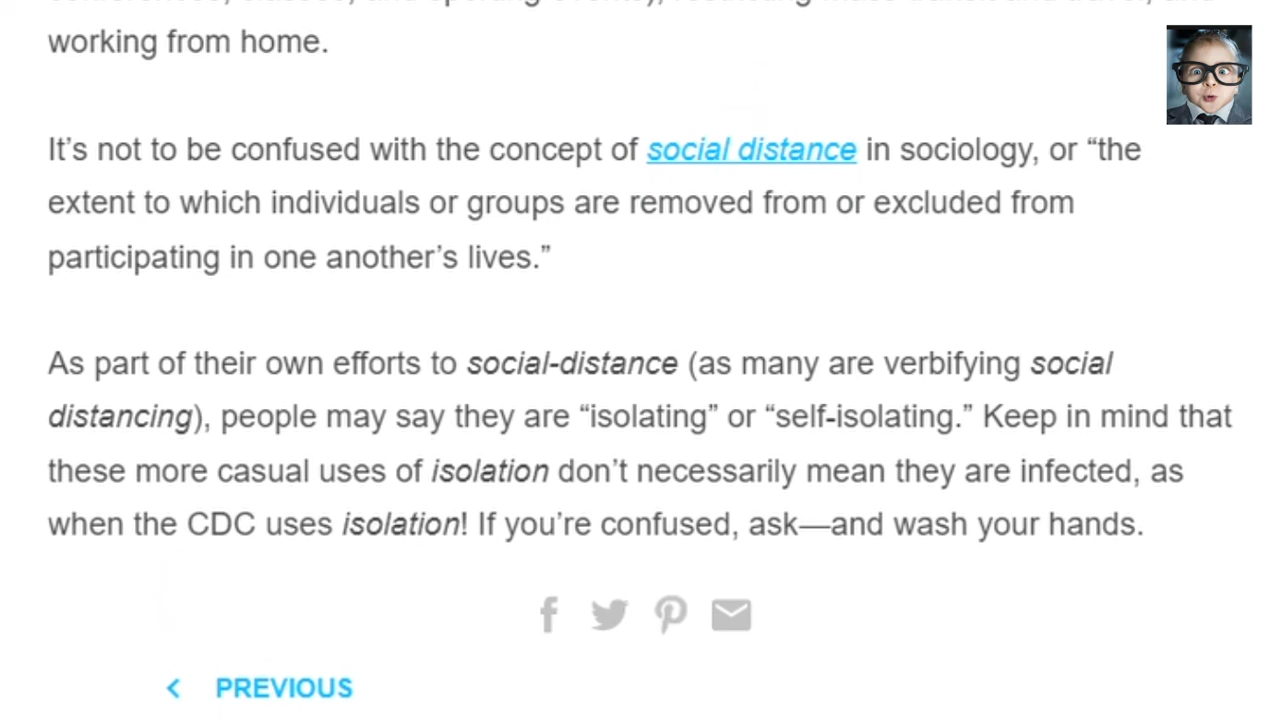 working from home.
It’s not to be confused with the concept of social distance in sociology, or “the
extent to which individuals or groups are removed from or excluded from
participating in one another’s lives.”
As part of their own efforts to social-distance (as many are verbifying social
distancing), people may say they are “isolating” or “self-isolating.” Keep in mind that
these more casual uses of isolation don’t necessarily mean they are infected, as
when the CDC uses isolation! If you’re confused, ask—and wash your hands.
PREVIOUS